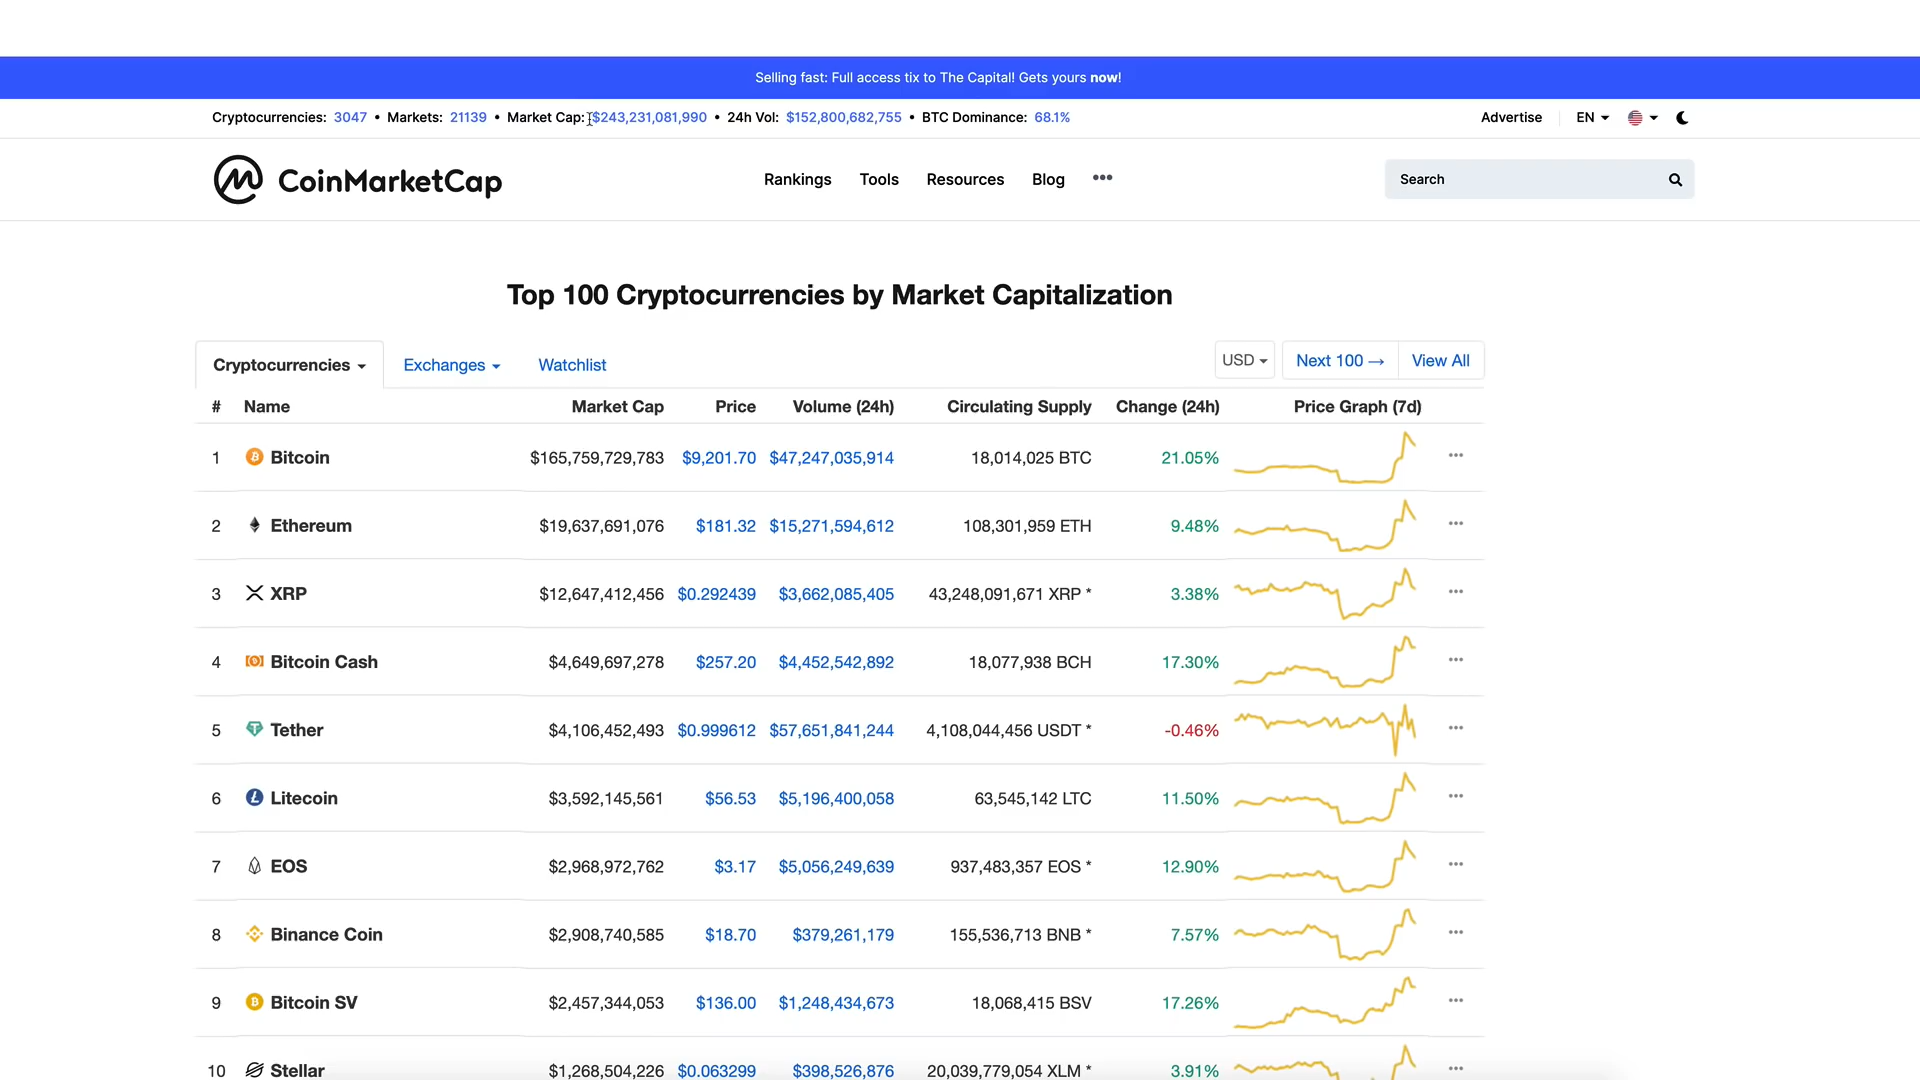 Selling fast: Full access tix to The Capital! Gets yours now!
Cryptocurrencies: 3047 • Markets: 21139 • Market Cap: $243,231,081,990 • 24h Vol: $152,800,682,755 • BTC Dominance: 68.1% Advertise EN
CoinMarketCap Rankings Tools Resources Blog ••• Search
Top 100 Cryptocurrencies by Market Capitalization
Cryptocurrencies Exchanges Watchlist USD Next 100 → View All
# Name Market Cap Price Volume (24h) Circulating Supply Change (24h) Price Graph (7d)
1 Bitcoin $165,759,729,783 $9,201.70 $47,247,035,914 18,014,025 BTC 21.05% •••
2 Ethereum $19,637,691,076 $181.32 $15,271,594,612 108,301,959 ETH 9.48% •••
3 XRP $12,647,412,456 $0.292439 $3,662,085,405 43,248,091,671 XRP * 3.38% •••
4 Bitcoin Cash $4,649,697,278 $257.20 $4,452,542,892 18,077,938 BCH 17.30% •••
5 Tether $4,106,452,493 $0.999612 $57,651,841,244 4,108,044,456 USDT * -0.46% •••
6 Litecoin $3,592,145,561 $56.53 $5,196,400,058 63,545,142 LTC 11.50% •••
7 EOS $2,968,972,762 $3.17 $5,056,249,639 937,483,357 EOS * 12.90% •••
8 Binance Coin $2,908,740,585 $18.70 $379,261,179 155,536,713 BNB * 7.57% •••
9 Bitcoin SV $2,457,344,053 $136.00 $1,248,434,673 18,068,415 BSV 17.26% •••
10 Stellar $1,268,504,226 $0.063299 $398,526,876 20,039,779,054 XLM * 3.91% •••